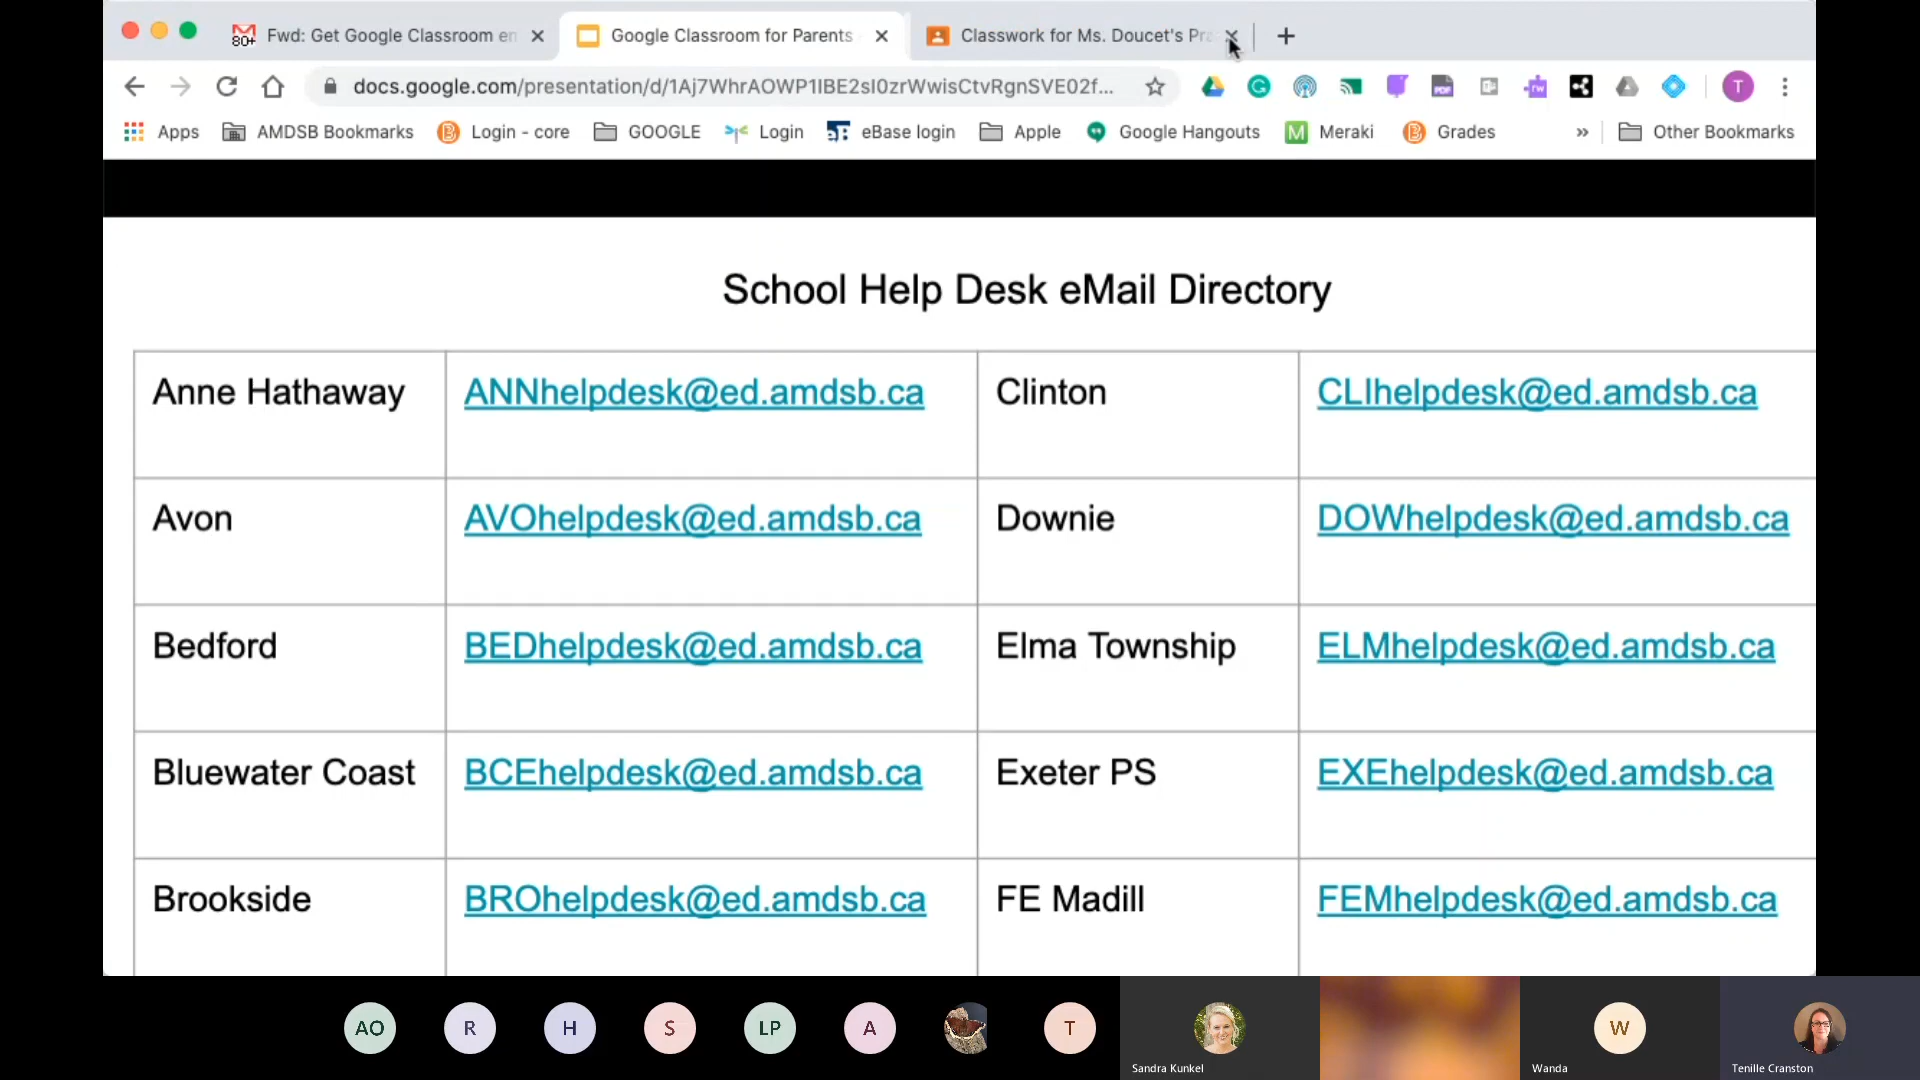 80+ Fwd: Get Google Classroom en
Google Classroom for Parents
Classwork for Ms. Doucet's Pra
docs.google.com/presentation/d/1Aj7WhrAOWP1IBE2sI0zrWwisCtvRgnSVE02f...
T
Apps AMDSB Bookmarks Login - core GOOGLE Login eBase login Apple Google Hangouts M Meraki Grades » Other Bookmarks
School Help Desk eMail Directory
Anne Hathaway ANNhelpdesk@ed.amdsb.ca Clinton CLIhelpdesk@ed.amdsb.ca
Avon AVOhelpdesk@ed.amdsb.ca Downie DOWhelpdesk@ed.amdsb.ca
Bedford BEDhelpdesk@ed.amdsb.ca Elma Township ELMhelpdesk@ed.amdsb.ca
Bluewater Coast BCEhelpdesk@ed.amdsb.ca Exeter PS EXEhelpdesk@ed.amdsb.ca
Brookside BROhelpdesk@ed.amdsb.ca FE Madill FEMhelpdesk@ed.amdsb.ca
AO R H S LP A T W
Sandra Kunkel Wanda Tenille Cranston